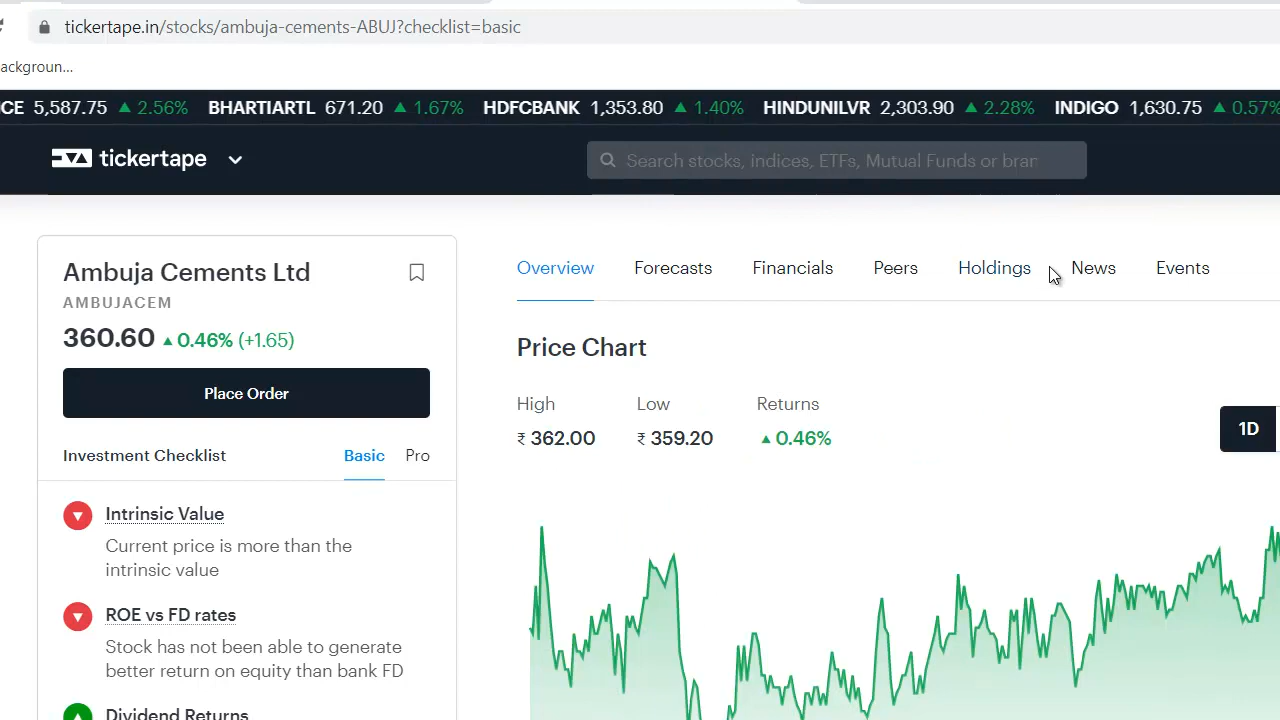 tickertape.in/stocks/ambuja-cements-ABUJ?checklist=basic
ackgroun...
CE 5,587.75 ▲ 2.56% BHARTIARTL 671.20 ▲ 1.67% HDFCBANK 1,353.80 ▲ 1.40% HINDUNILVR 2,303.90 ▲ 2.28% INDIGO 1,630.75 ▲ 0.57%
tickertape
Search stocks, indices, ETFs, Mutual Funds or bran
Ambuja Cements Ltd
AMBUJACEM
360.60 ▲ 0.46% (+1.65)
Place Order
Investment Checklist Basic Pro
Intrinsic Value
Current price is more than the
intrinsic value
ROE vs FD rates
Stock has not been able to generate
better return on equity than bank FD
Dividend Returns
Overview Forecasts Financials Peers Holdings News Events
Price Chart
High Low Returns
₹ 362.00 ₹ 359.20 ▲ 0.46%
1D